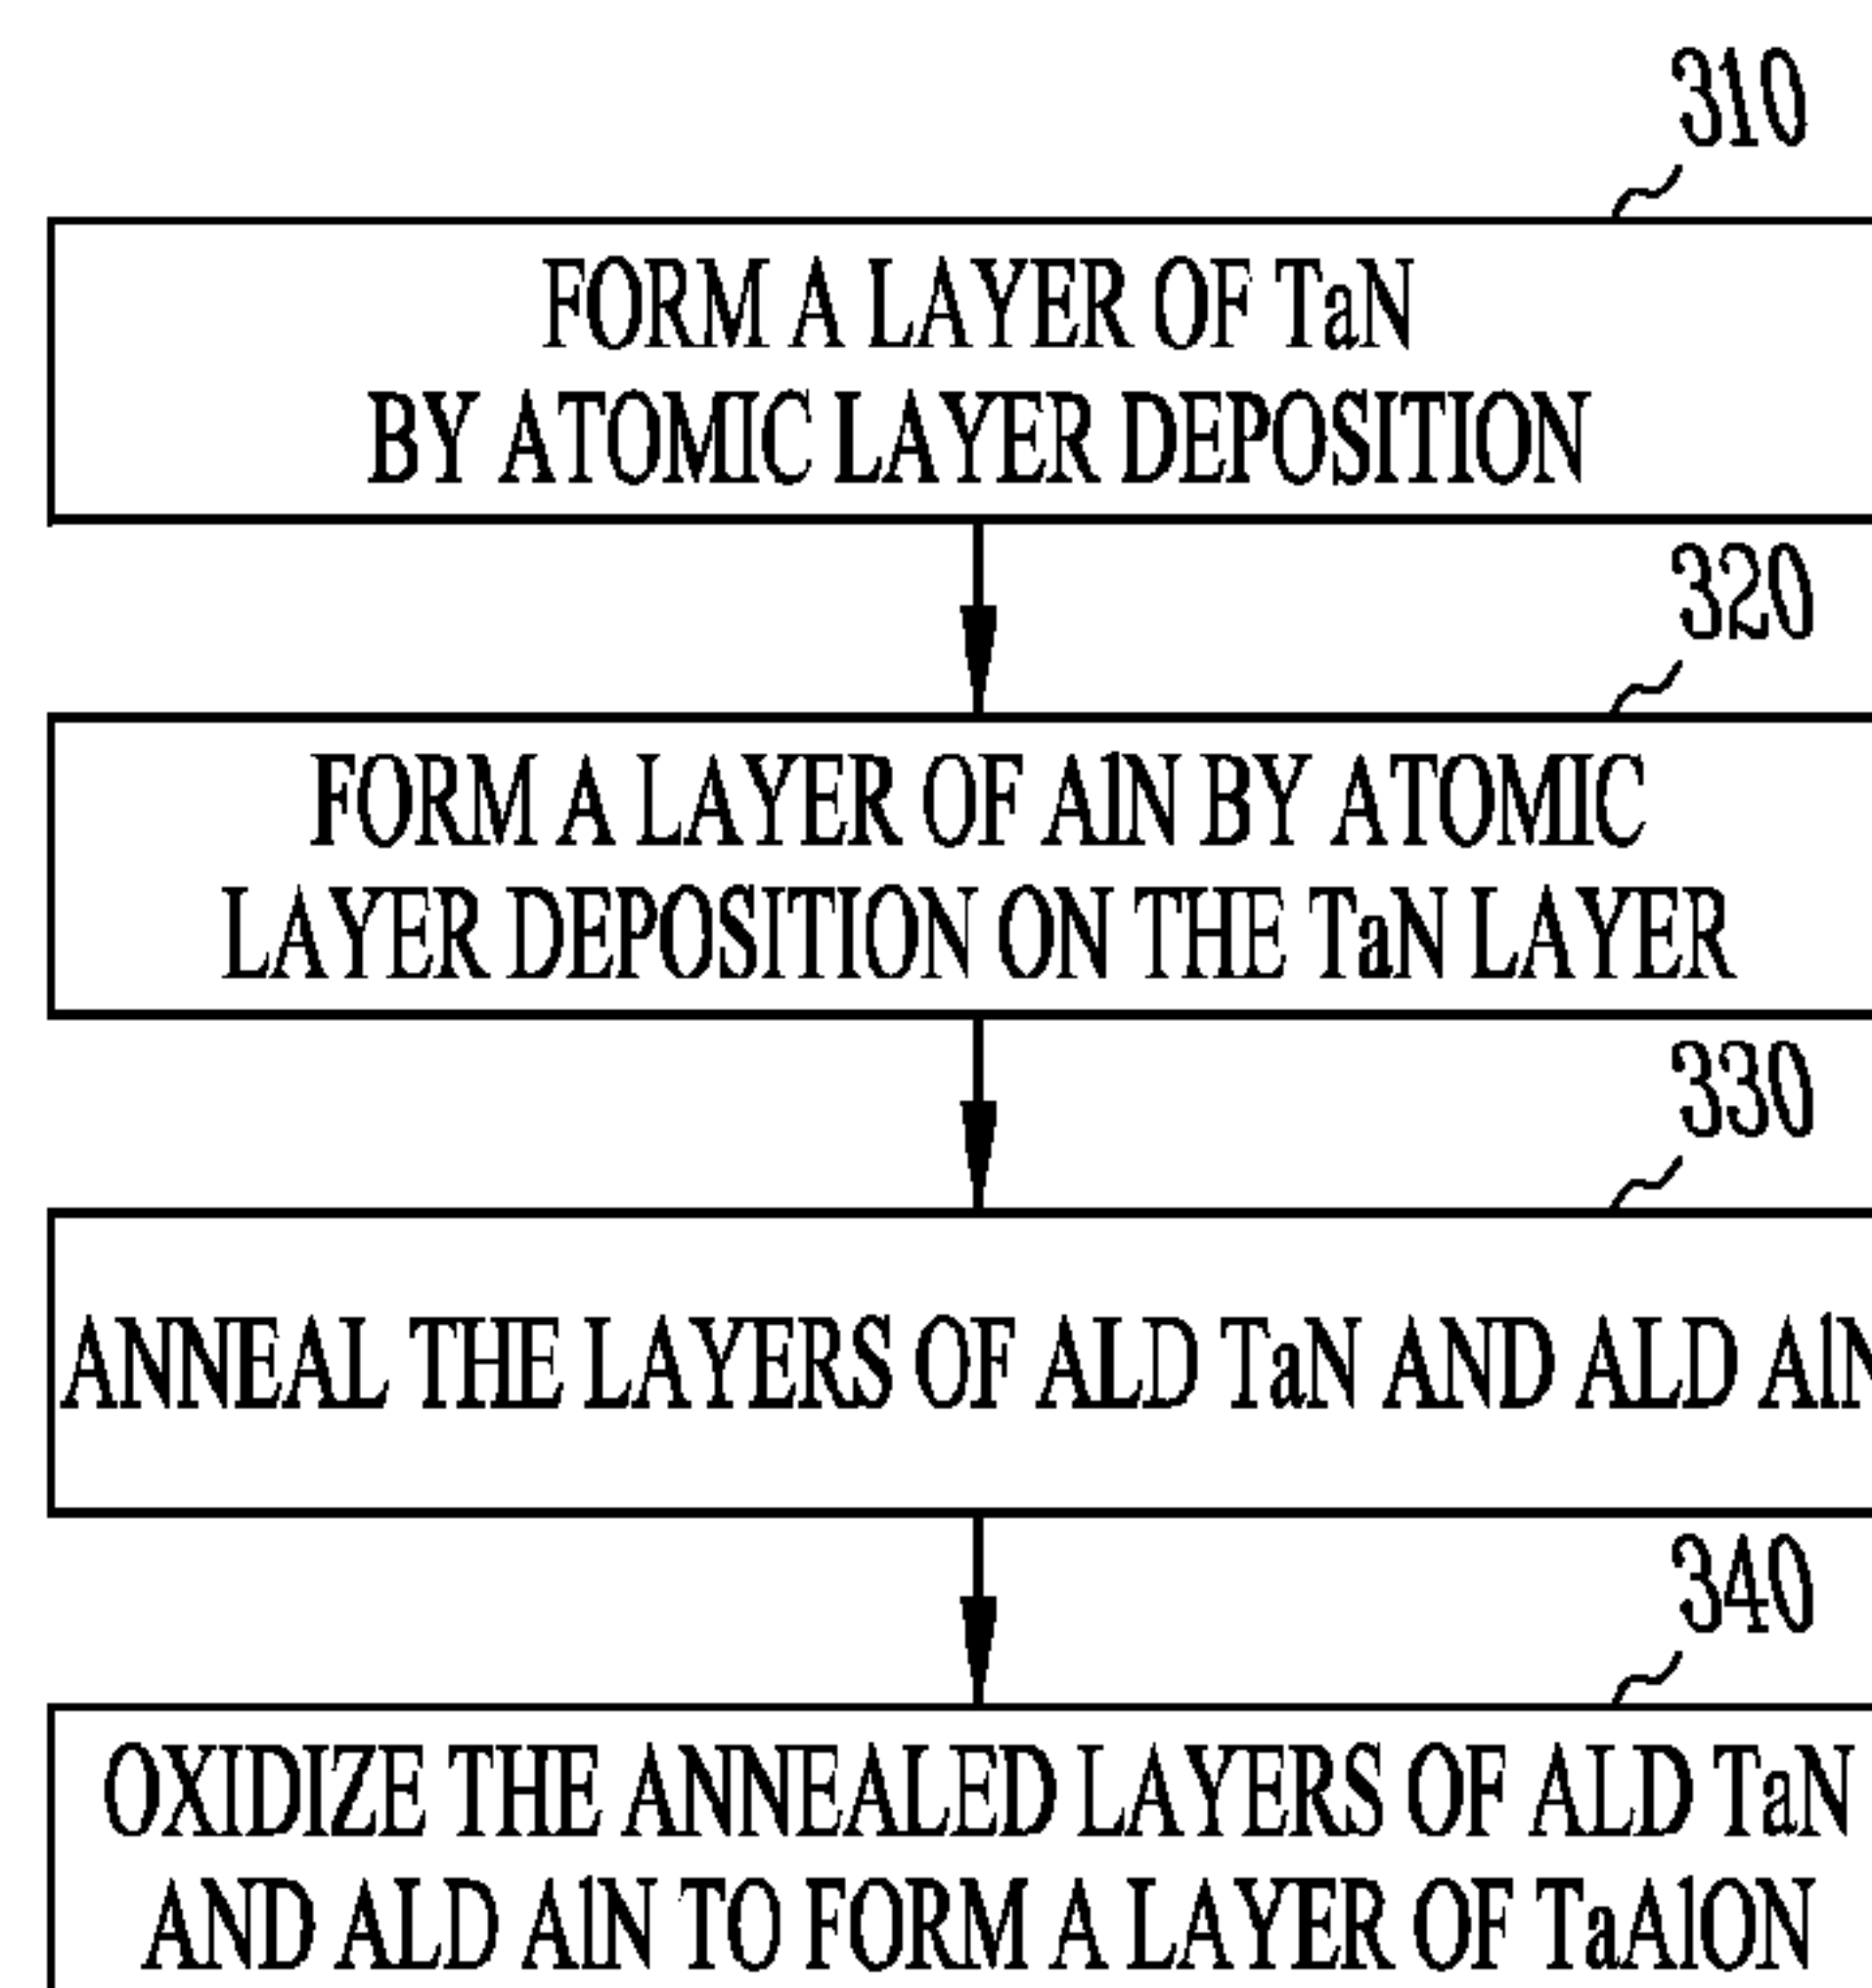 310
FORM A LAYER OF TaN
BY ATOMIC LAYER DEPOSITION
320
FORM A LAYER OF AlN BY ATOMIC
LAYER DEPOSITION ON THE TaN LAYER
330
ANNEAL THE LAYERS OF ALD TaN AND ALD AlN
340
OXIDIZE THE ANNEALED LAYERS OF ALD TaN
AND ALD AlN TO FORM A LAYER OF TaAlON